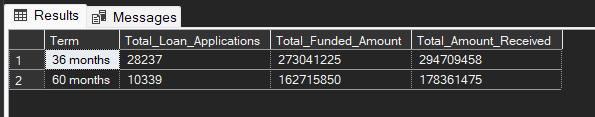 Results Messages
Term Total_Loan_Applications Total_Funded_Amount Total_Amount_Received
1 36 months 28237 273041225 294709458
2 60 months 10339 162715850 178361475